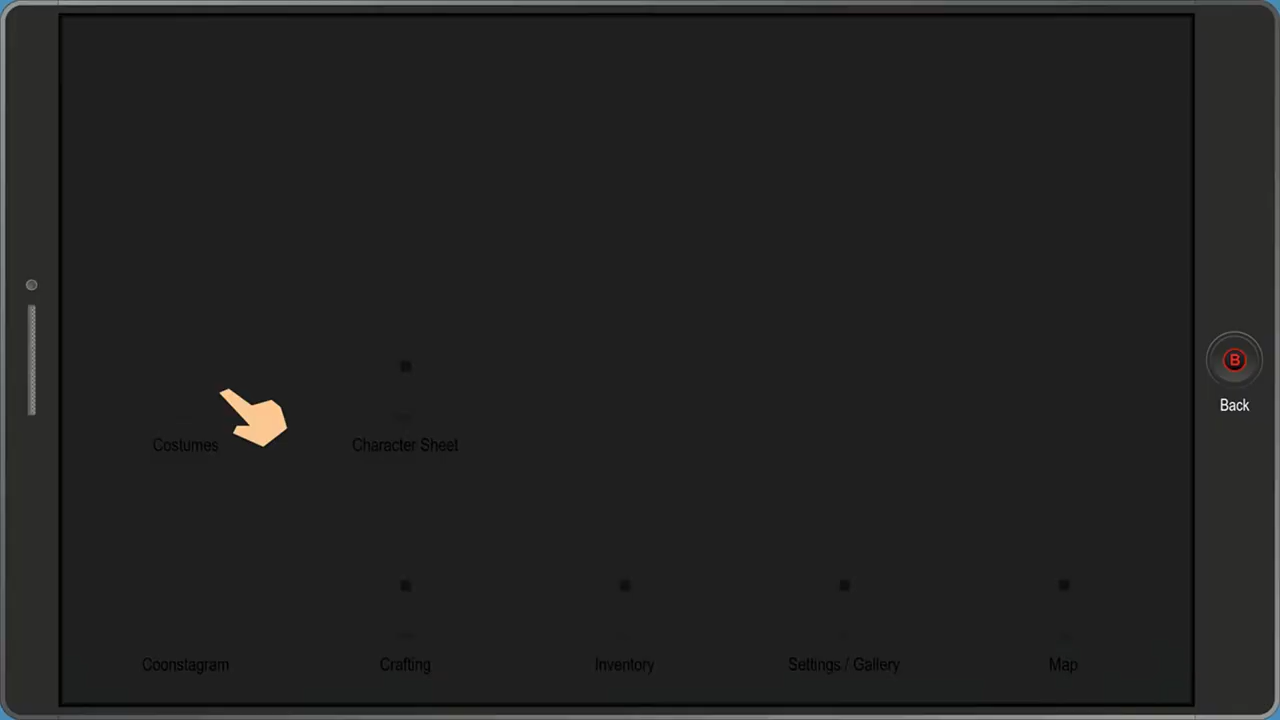 B
Back
Costumes
Character Sheet
Coonstagram
Crafting
Inventory
Settings / Gallery
Map